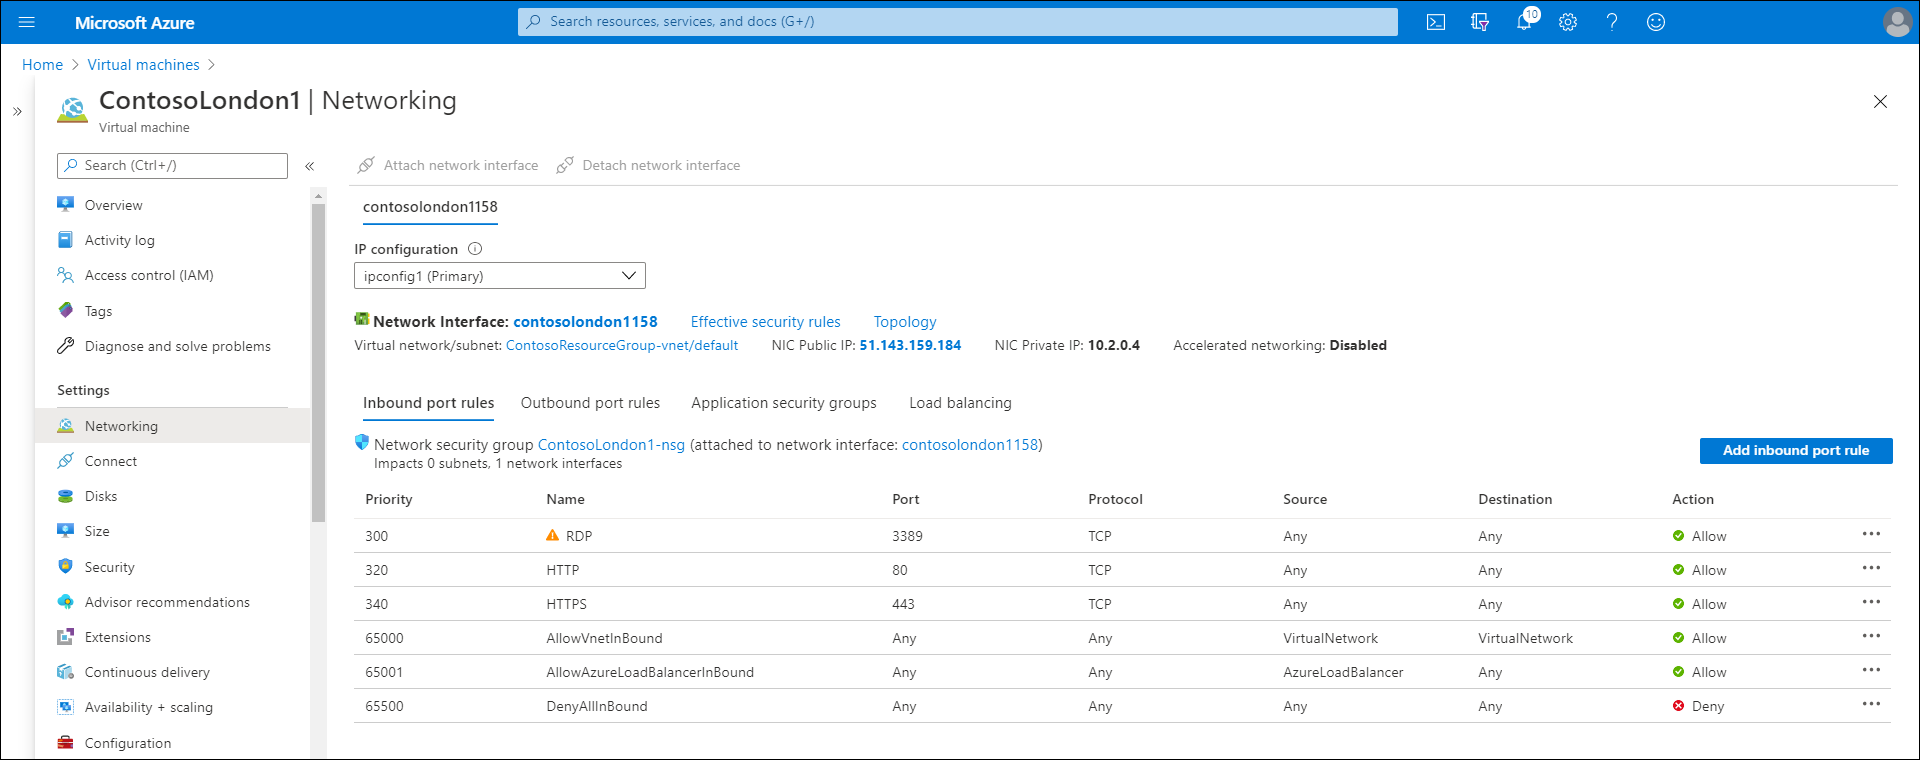 Microsoft Azure
Search resources, services, and docs (G+/)
10
Home > Virtual machines >
ContosoLondon1 | Networking
Virtual machine
Search (Ctrl+/)
Overview
Activity log
Access control (IAM)
Tags
Diagnose and solve problems
Settings
Networking
Connect
Disks
Size
Security
Advisor recommendations
Extensions
Continuous delivery
Availability + scaling
Configuration
Attach network interface Detach network interface
contosolondon1158
IP configuration
ipconfig1 (Primary)
Network Interface: contosolondon1158 Effective security rules Topology
Virtual network/subnet: ContosoResourceGroup-vnet/default NIC Public IP: 51.143.159.184 NIC Private IP: 10.2.0.4 Accelerated networking: Disabled
Inbound port rules Outbound port rules Application security groups Load balancing
Network security group ContosoLondon1-nsg (attached to network interface: contosolondon1158)
Impacts 0 subnets, 1 network interfaces
Add inbound port rule
Priority Name Port Protocol Source Destination Action
300 RDP 3389 TCP Any Any Allow
320 HTTP 80 TCP Any Any Allow
340 HTTPS 443 TCP Any Any Allow
65000 AllowVnetInBound Any Any VirtualNetwork VirtualNetwork Allow
65001 AllowAzureLoadBalancerInBound Any Any AzureLoadBalancer Any Allow
65500 DenyAllInBound Any Any Any Any Deny